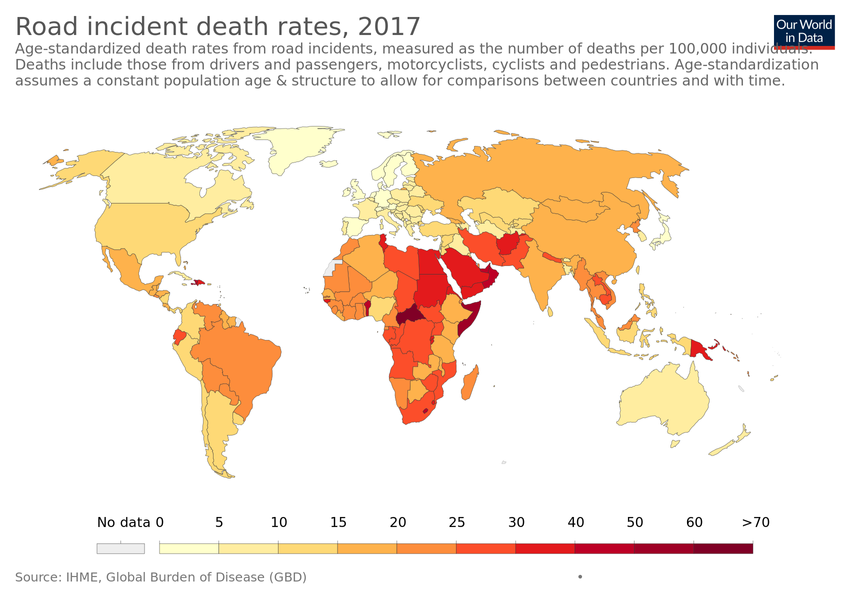 Road incident death rates, 2017
Our World
in Data
Age-standardized death rates from road incidents, measured as the number of deaths per 100,000 individuals.
Deaths include those from drivers and passengers, motorcyclists, cyclists and pedestrians. Age-standardization
assumes a constant population age & structure to allow for comparisons between countries and with time.
No data 0 5 10 15 20 25 30 40 50 60 >70
Source: IHME, Global Burden of Disease (GBD)
•